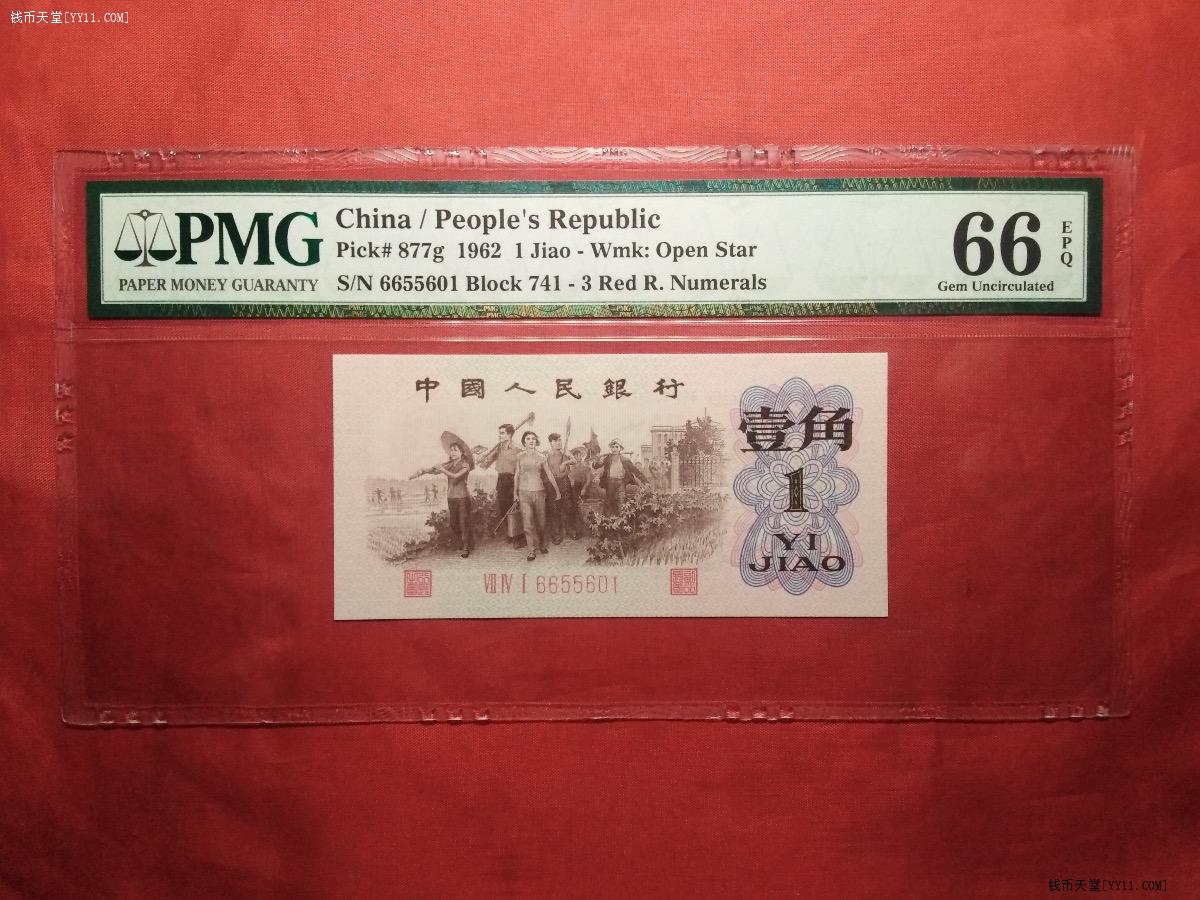 钱币天堂[YY11.COM]
PMG
PMG
PAPER MONEY GUARANTY
China / People's Republic
Pick# 877g 1962 1 Jiao - Wmk: Open Star
S/N 6655601 Block 741 - 3 Red R. Numerals
66
EPQ
Gem Uncirculated
中國人民銀行
壹角
1
YI
JIAO
VII IV I 6655601
钱币天堂[YY11.COM]